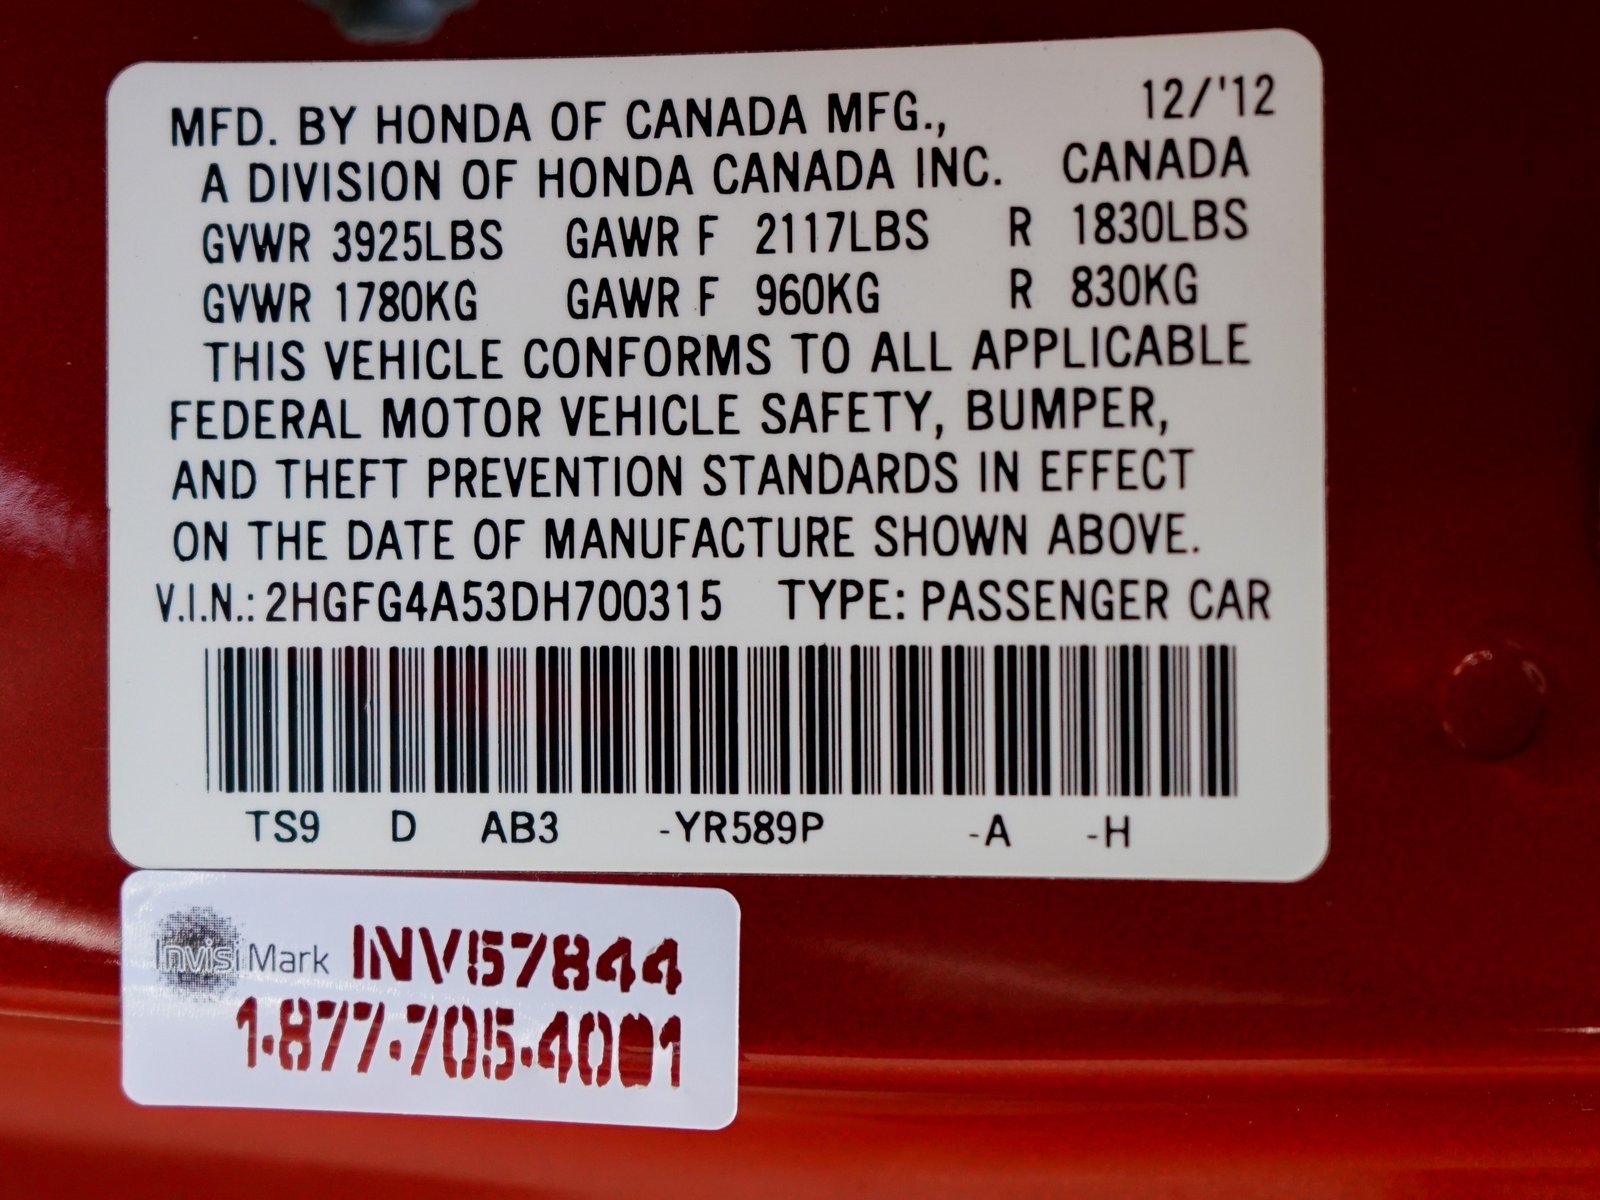 MFD. BY HONDA OF CANADA MFG., 12/'12
A DIVISION OF HONDA CANADA INC. CANADA
GVWR 3925LBS GAWR F 2117LBS R 1830LBS
GVWR 1780KG GAWR F 960KG R 830KG
THIS VEHICLE CONFORMS TO ALL APPLICABLE
FEDERAL MOTOR VEHICLE SAFETY, BUMPER,
AND THEFT PREVENTION STANDARDS IN EFFECT
ON THE DATE OF MANUFACTURE SHOWN ABOVE.
V.I.N.: 2HGFG4A53DH700315 TYPE: PASSENGER CAR
TS9 D AB3 -YR589P -A -H
InvisiMark INV57844
1-877-705-4001